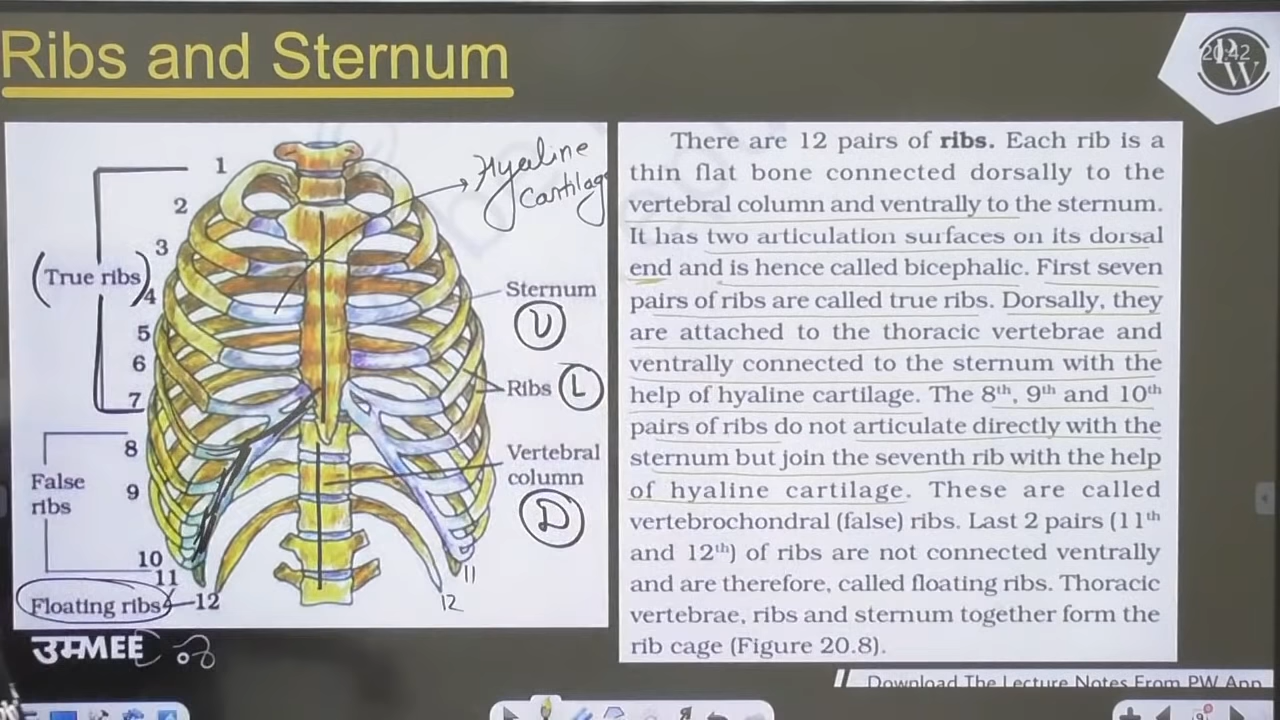 Ribs and Sternum
20:42
PW
1
2
3
True ribs
4
5
6
7
8
False
ribs
9
10
11
Floating ribs
12
Hyaline
Cartilage
Sternum
V
Ribs L
Vertebral
column
D
11
12
उम्MEED
There are 12 pairs of ribs. Each rib is a
thin flat bone connected dorsally to the
vertebral column and ventrally to the sternum.
It has two articulation surfaces on its dorsal
end and is hence called bicephalic. First seven
pairs of ribs are called true ribs. Dorsally, they
are attached to the thoracic vertebrae and
ventrally connected to the sternum with the
help of hyaline cartilage. The 8th, 9th and 10th
pairs of ribs do not articulate directly with the
sternum but join the seventh rib with the help
of hyaline cartilage. These are called
vertebrochondral (false) ribs. Last 2 pairs (11th
and 12th) of ribs are not connected ventrally
and are therefore, called floating ribs. Thoracic
vertebrae, ribs and sternum together form the
rib cage (Figure 20.8).
Download The Lecture Notes From PW App